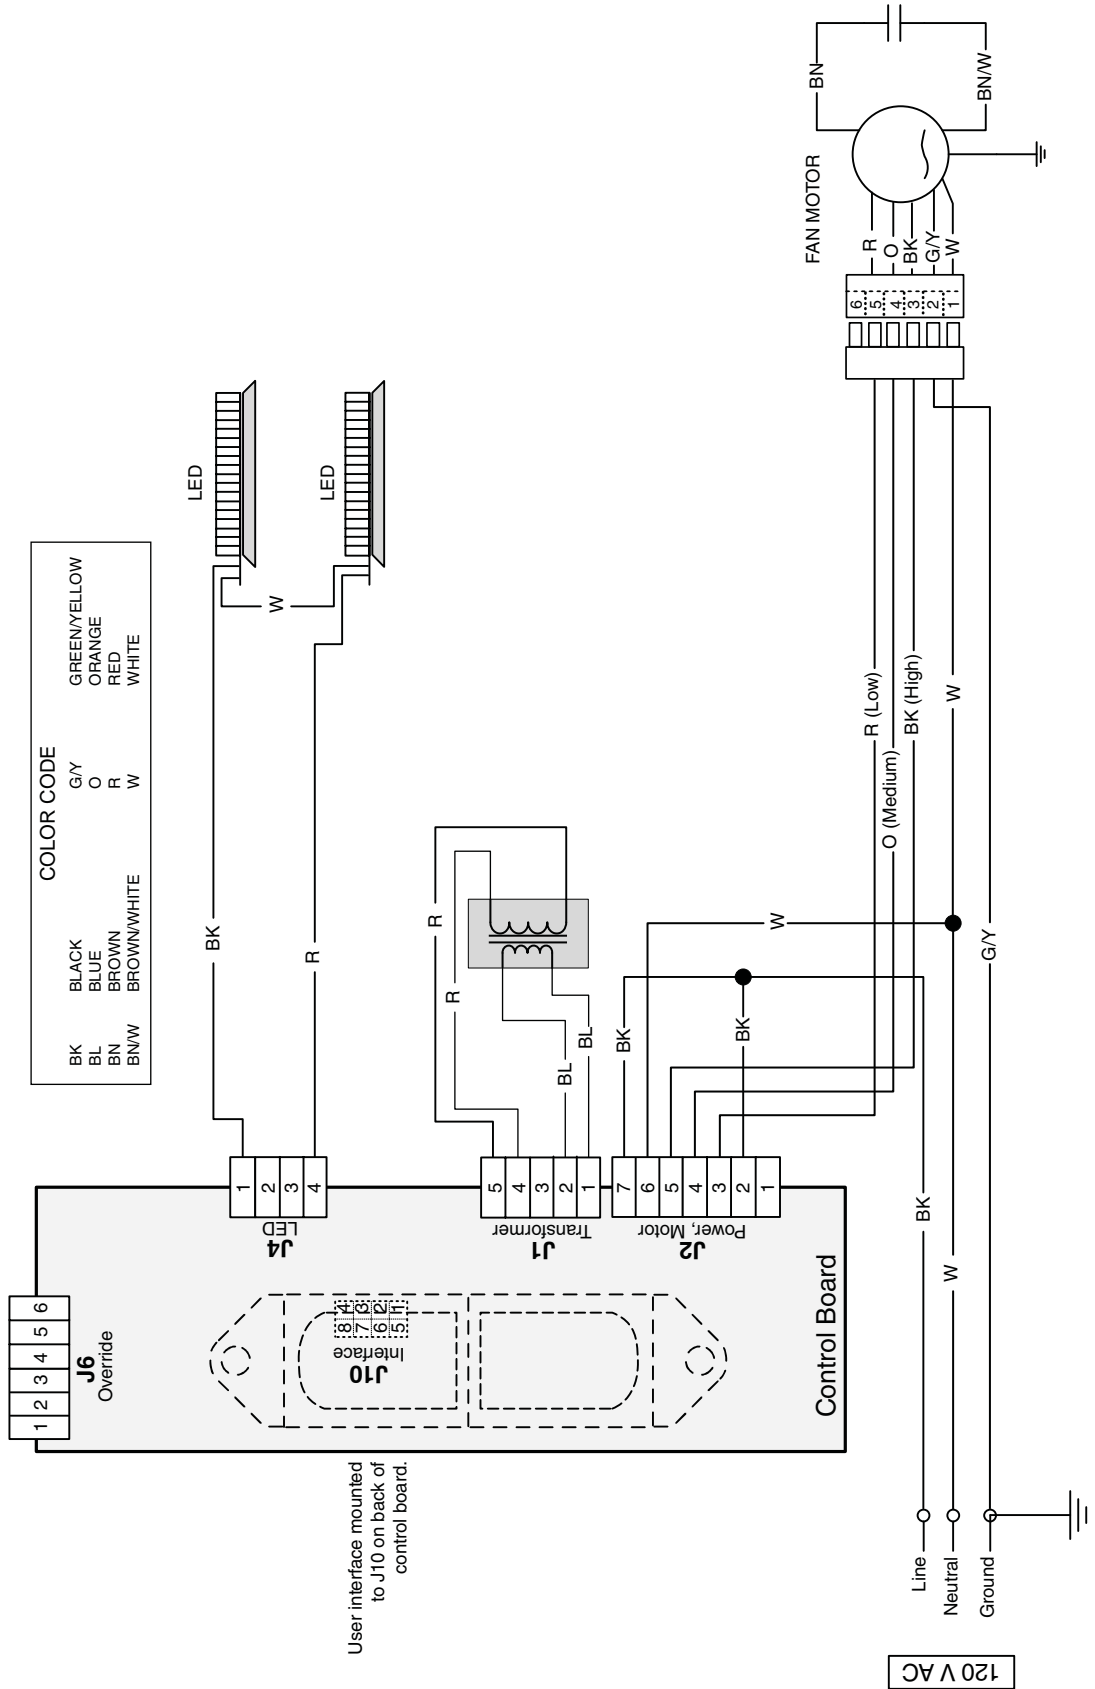 COLOR CODE
BK BLACK G/Y GREEN/YELLOW
BL BLUE O ORANGE
BN BROWN R RED
BN/W BROWN/WHITE W WHITE
J6
Override
1 2 3 4 5 6
User interface mounted
to J10 on back of
control board.
J10
Interface
8 7 6 5
4 3 2 1
Control Board
J4
LED
1 2 3 4
BK
R
W
LED
LED
J1
Transformer
5 4 3 2 1
R
R
BL
BL
J2
Power, Motor
7 6 5 4 3 2 1
BK
BK
W
R (Low)
O (Medium)
BK (High)
W
G/Y
BK
W
120 V AC
Line
Neutral
Ground
6 5 4 3 2 1
R
O
BK
G/Y
W
FAN MOTOR
BN
BN/W